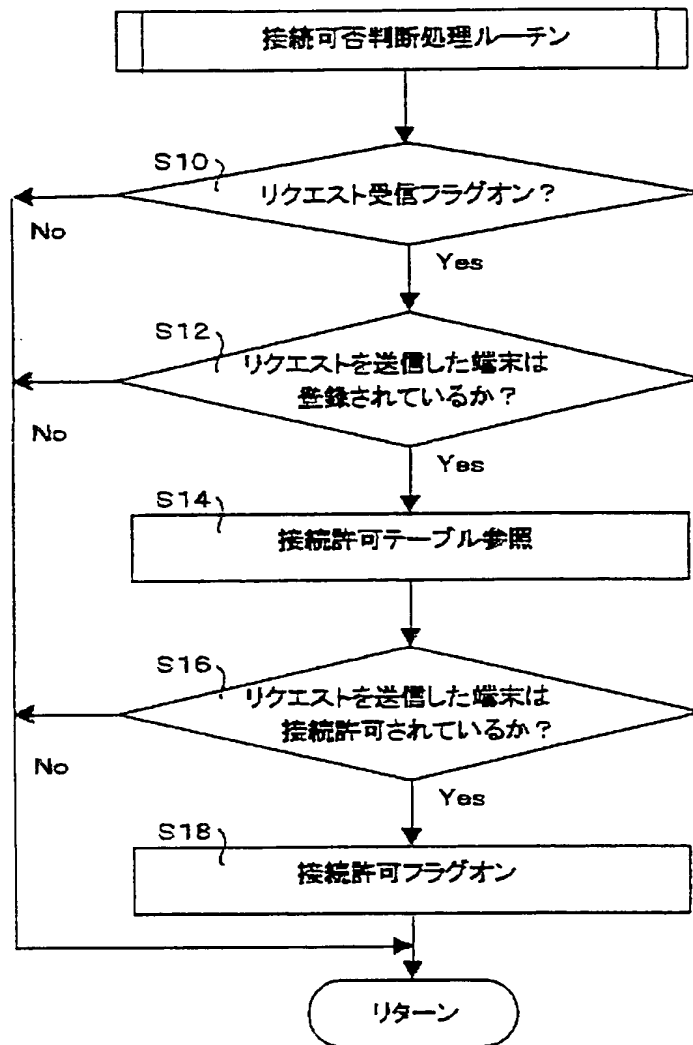 接続可否判断処理ルーチン
S10
リクエスト受信フラグオン？
No
Yes
S12
リクエストを送信した端末は
登録されているか？
No
Yes
S14
接続許可テーブル参照
S16
リクエストを送信した端末は
接続許可されているか？
No
Yes
S18
接続許可フラグオン
リターン